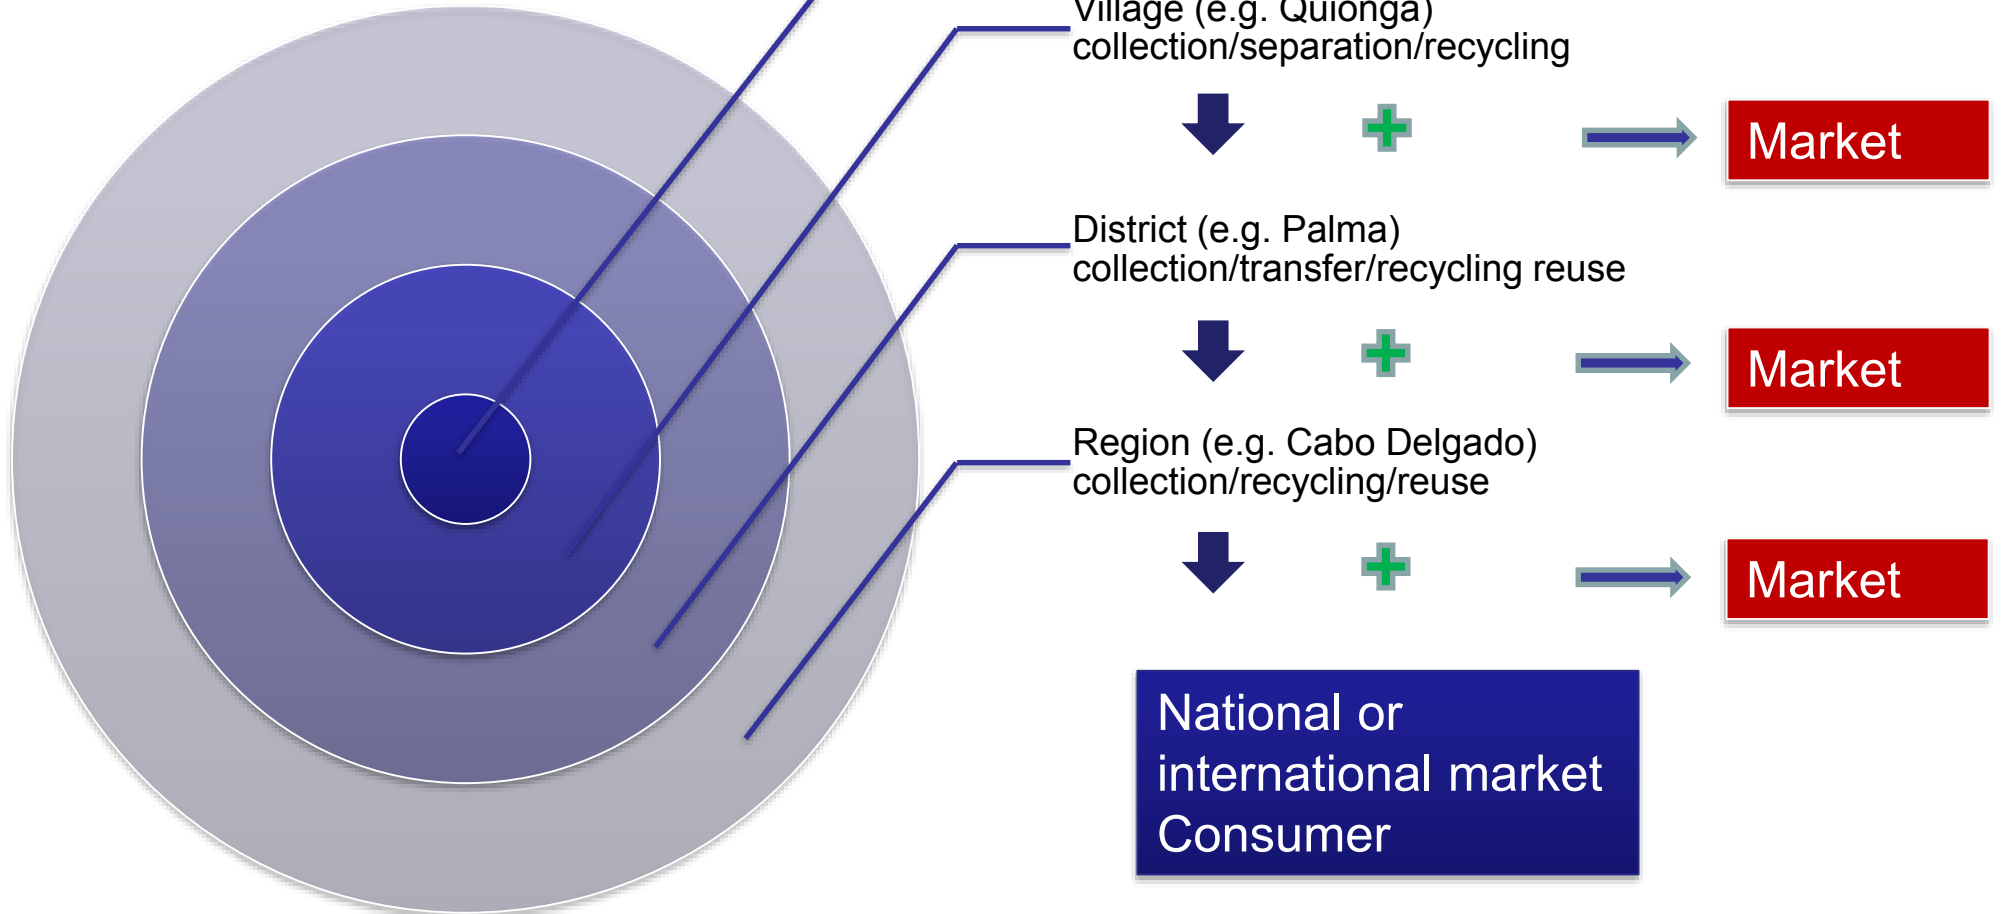 Village (e.g. Quionga)
collection/separation/recycling
Market
District (e.g. Palma)
collection/transfer/recycling reuse
Market
Region (e.g. Cabo Delgado)
collection/recycling/reuse
Market
National or
international market
Consumer